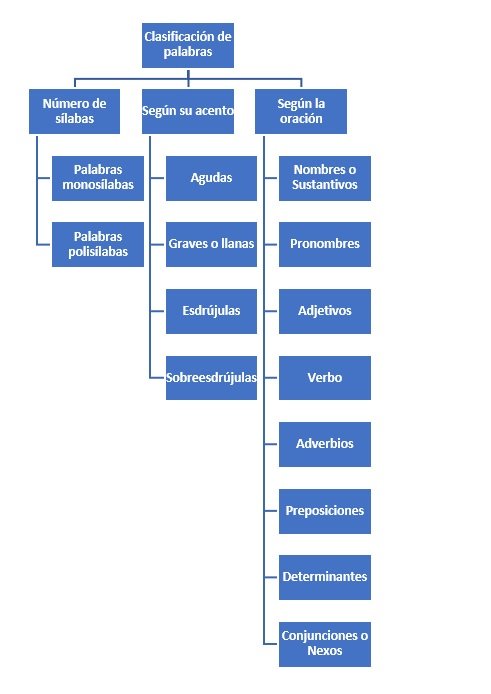 Clasificación de
palabras
Número de
sílabas
Palabras
monosílabas
Palabras
polisílabas
Según su acento
Agudas
Graves o llanas
Esdrújulas
Sobreesdrújulas
Según la
oración
Nombres o
Sustantivos
Pronombres
Adjetivos
Verbo
Adverbios
Preposiciones
Determinantes
Conjunciones o
Nexos